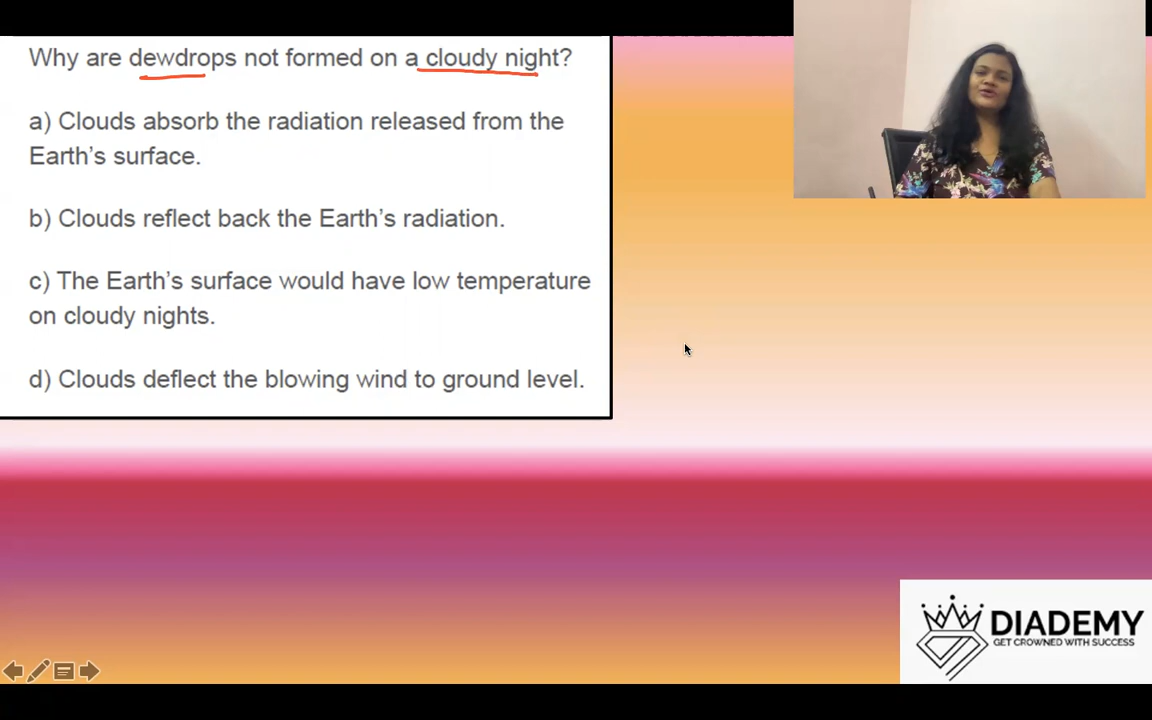 Why are dewdrops not formed on a cloudy night?
a) Clouds absorb the radiation released from the
Earth’s surface.
b) Clouds reflect back the Earth’s radiation.
c) The Earth’s surface would have low temperature
on cloudy nights.
d) Clouds deflect the blowing wind to ground level.
DIADEMY
GET CROWNED WITH SUCCESS